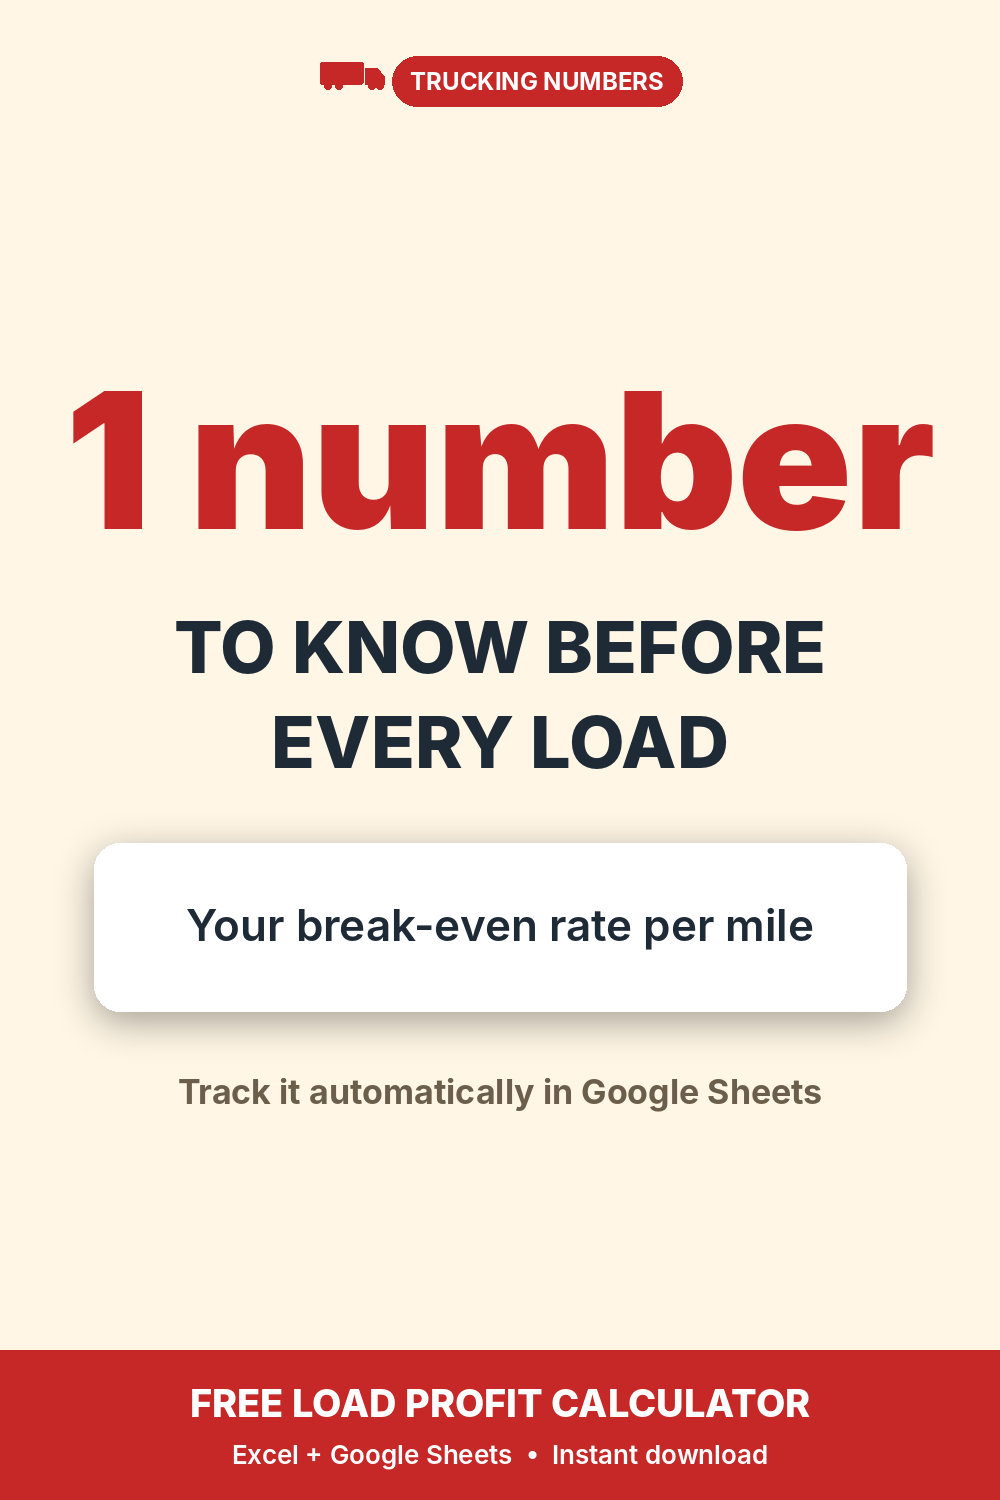 TRUCKING NUMBERS
1 number
TO KNOW BEFORE
EVERY LOAD
Your break-even rate per mile
Track it automatically in Google Sheets
FREE LOAD PROFIT CALCULATOR
Excel + Google Sheets • Instant download